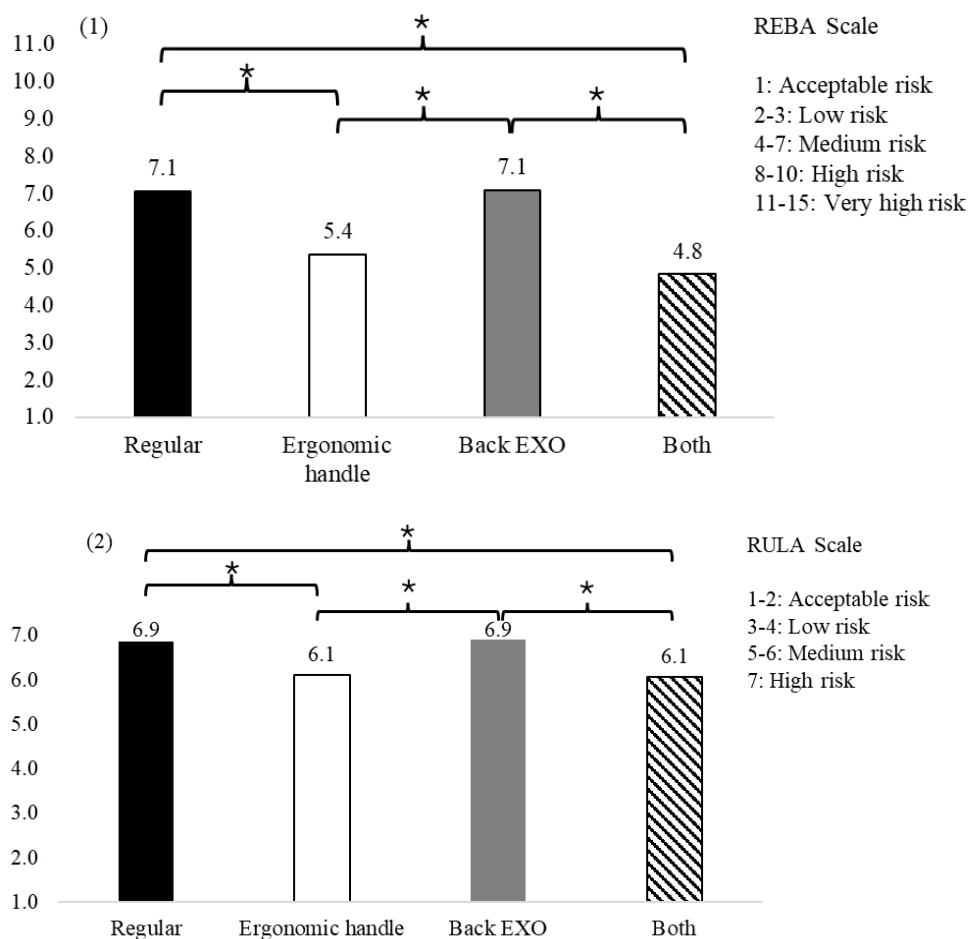 (1)
*
REBA Scale
11.0
10.0
9.0
8.0
7.0
6.0
5.0
4.0
3.0
2.0
1.0
*
*
*
7.1
5.4
7.1
4.8
1: Acceptable risk
2-3: Low risk
4-7: Medium risk
8-10: High risk
11-15: Very high risk
Regular
Ergonomic
handle
Back EXO
Both
(2)
*
RULA Scale
*
*
*
7.0
6.0
5.0
4.0
3.0
2.0
1.0
6.9
6.1
6.9
6.1
1-2: Acceptable risk
3-4: Low risk
5-6: Medium risk
7: High risk
Regular
Ergonomic handle
Back EXO
Both